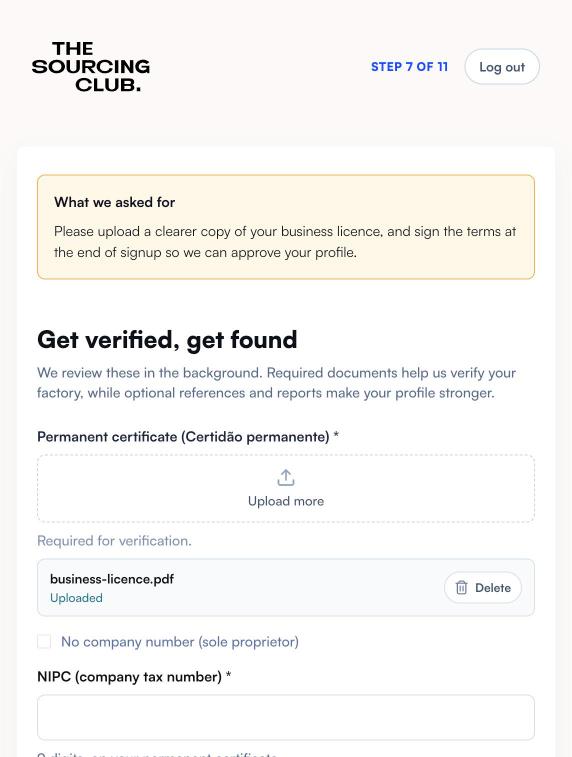 THE
SOURCING
CLUB.
STEP 7 OF 11
Log out
What we asked for
Please upload a clearer copy of your business licence, and sign the terms at
the end of signup so we can approve your profile.
Get verified, get found
We review these in the background. Required documents help us verify your
factory, while optional references and reports make your profile stronger.
Permanent certificate (Certidão permanente) *
Upload more
Required for verification.
business-licence.pdf
Uploaded
Delete
No company number (sole proprietor)
NIPC (company tax number) *